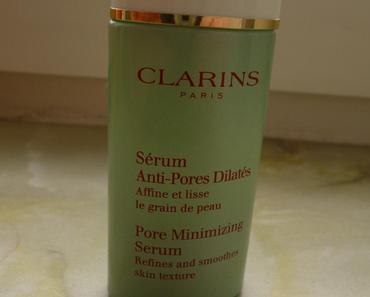 CLARINS
PARIS
Sérum
Anti-Pores Dilatés
Affine et lisse
le grain de peau
Pore Minimizing
Serum
Refines and smoothes
skin texture